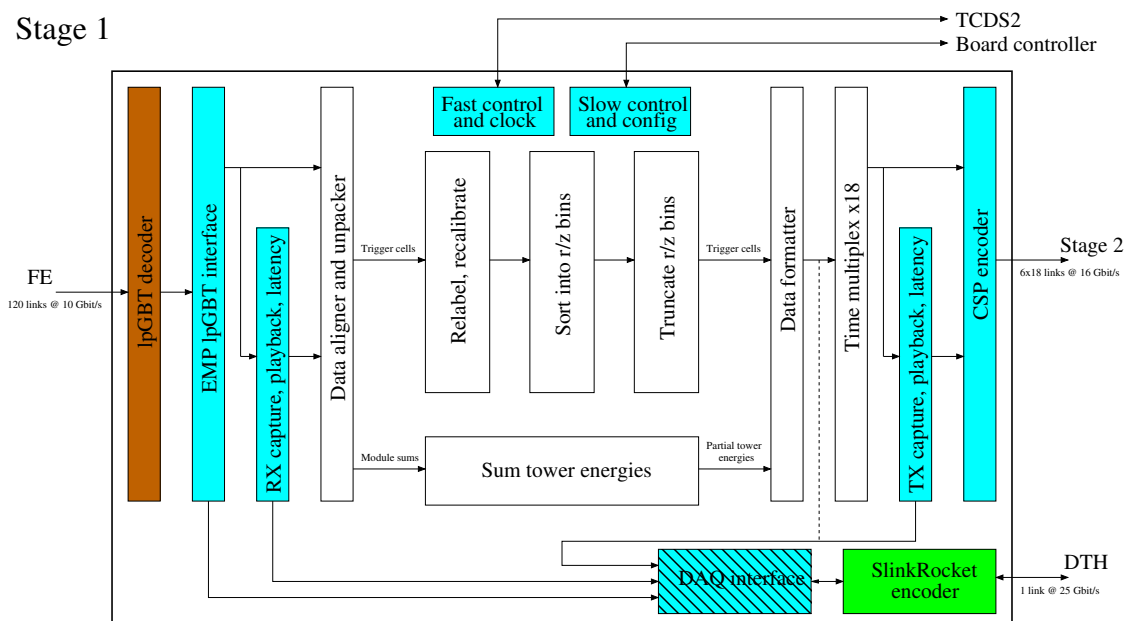 Stage 1
TCDS2
Board controller
Fast control
and clock
Slow control
and config
FE
120 links @ 10 Gbit/s
lpGBT decoder
EMP lpGBT interface
RX capture, playback, latency
Data aligner and unpacker
Trigger cells
Relabel, recalibrate
Sort into r/z bins
Truncate r/z bins
Trigger cells
Module sums
Sum tower energies
Partial tower
energies
Data formatter
Time multiplex x18
TX capture, playback, latency
CSP encoder
Stage 2
6x18 links @ 16 Gbit/s
DAQ interface
SlinkRocket
encoder
DTH
1 link @ 25 Gbit/s